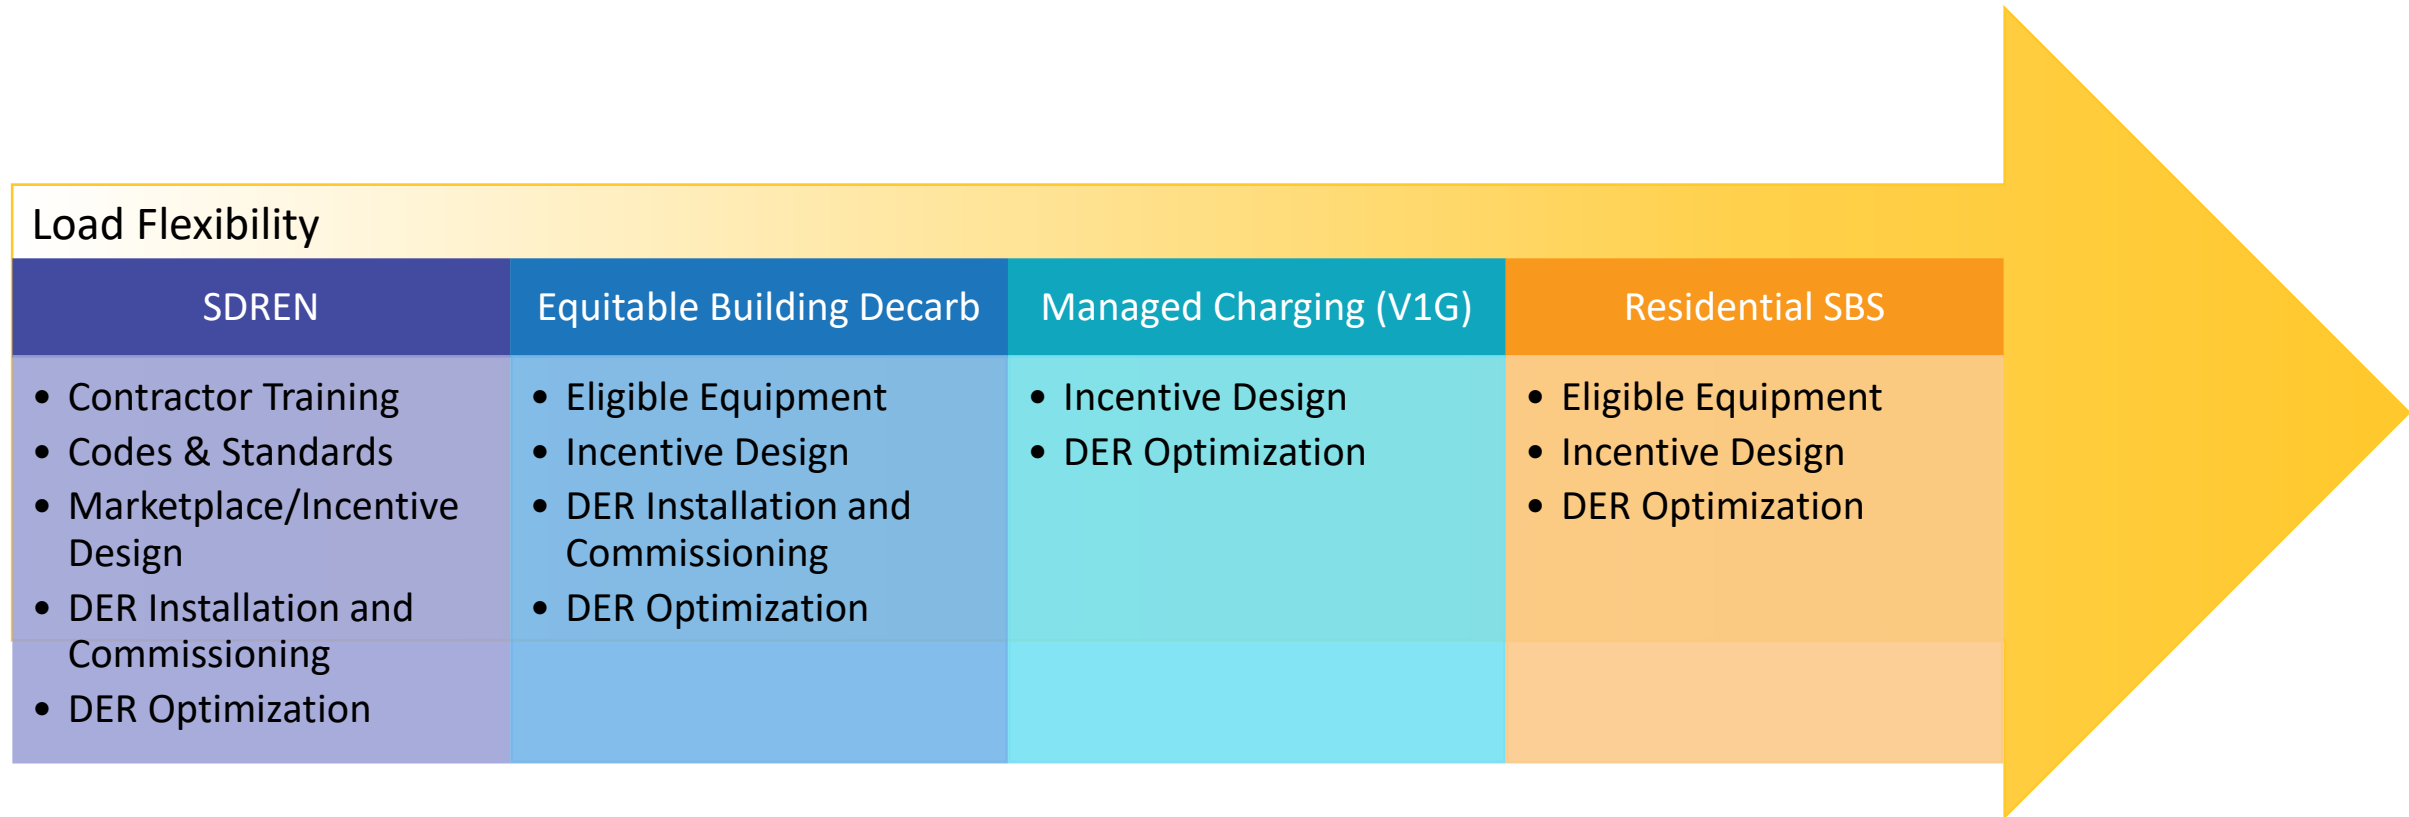 Load Flexibility
SDREN
• Contractor Training
• Codes & Standards
• Marketplace/Incentive
Design
• DER Installation and
Commissioning
• DER Optimization
Equitable Building Decarb
• Eligible Equipment
• Incentive Design
• DER Installation and
Commissioning
• DER Optimization
Managed Charging (V1G)
• Incentive Design
• DER Optimization
Residential SBS
• Eligible Equipment
• Incentive Design
• DER Optimization